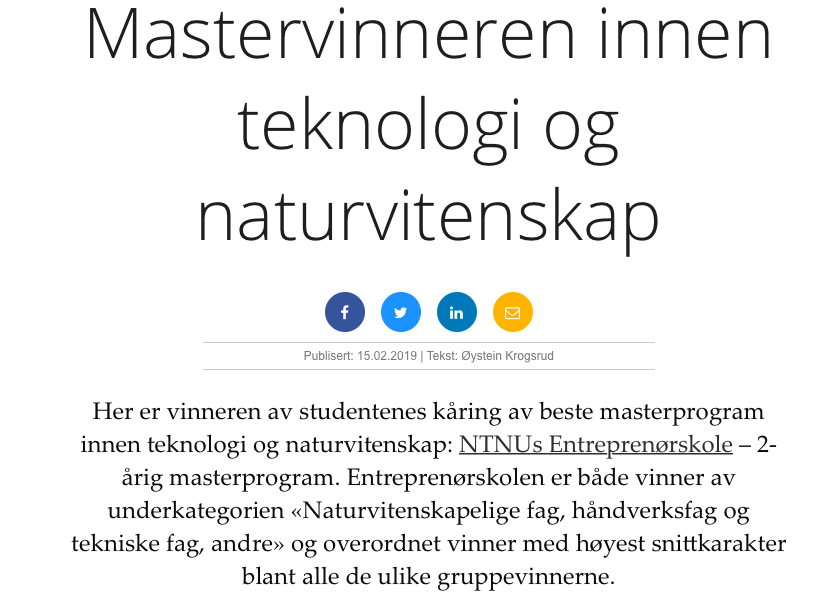 Mastervinneren innen
teknologi og
naturvitenskap
Publisert: 15.02.2019 | Tekst: Øystein Krogsrud
Her er vinneren av studentenes kåring av beste masterprogram
innen teknologi og naturvitenskap: NTNUs Entreprenørskole – 2-
årig masterprogram. Entreprenørskolen er både vinner av
underkategorien «Naturvitenskapelige fag, håndverksfag og
tekniske fag, andre» og overordnet vinner med høyest snittkarakter
blant alle de ulike gruppevinnerne.